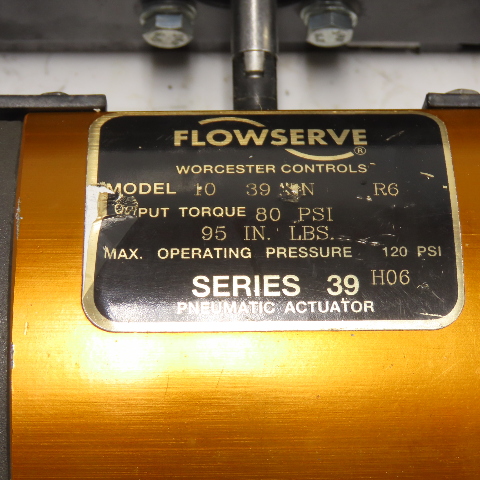 FLOWSERVE®
WORCESTER CONTROLS
MODEL 10 39 N R6
PUT TORQUE 80 PSI
95 IN. LBS.
MAX. OPERATING PRESSURE 120 PSI
SERIES 39 H06
PNEUMATIC ACTUATOR